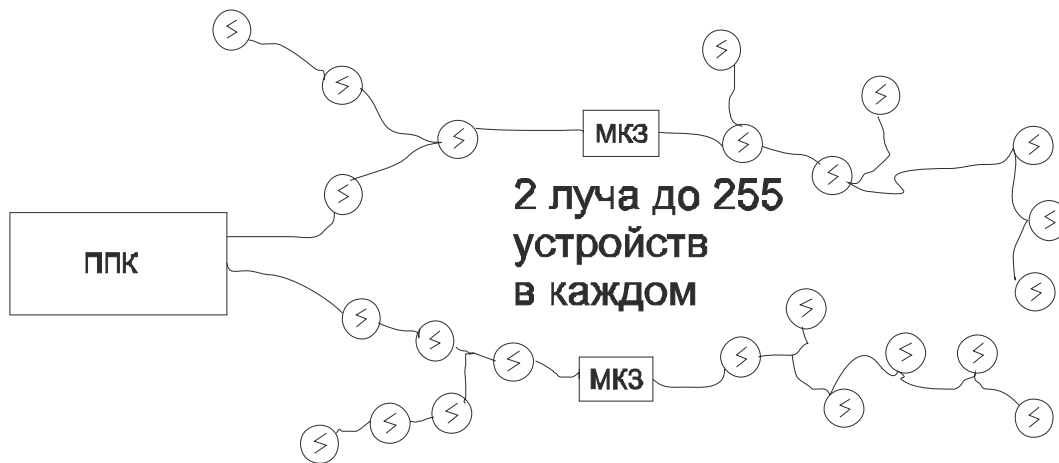 МКЗ
2 луча до 255
устройств
в каждом
ППК
МКЗ